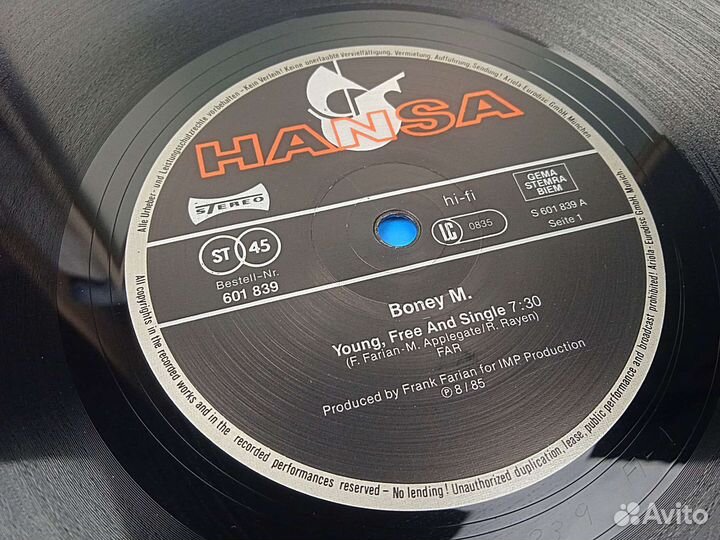 Alle Urheber- und Leistungsschutzrechte vorbehalten - Kein Verleih! Keine unerlaubte Vervielfältigung, Vermietung, Aufführung, Sendung! Ariola-Eurodisc GmbH, München
HANSA
STEREO
hi-fi
GEMA
STEMRA
BIEM
ST 45
LC 0835
S 601 839 A
Seite 1
Bestell-Nr.
601 839
Boney M.
Young, Free And Single 7:30
(F. Farian-M. Applegate/R. Rayen)
FAR
Produced by Frank Farian for IMP Production
Ⓟ 8/85
All copyrights in the recorded works and in the recorded performances reserved – No lending! Unauthorized duplication, lease, public performance and broadcast prohibited! Ariola-Eurodisc GmbH, Munich
Avito